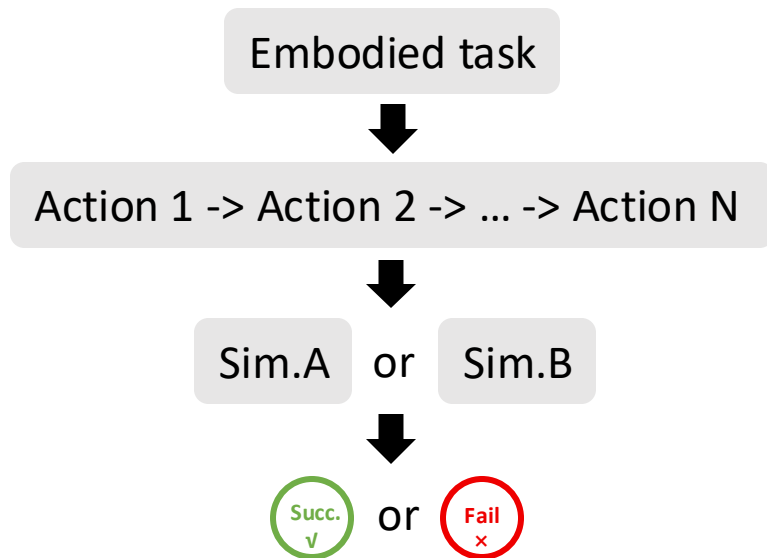 Embodied task
Action 1 -> Action 2 -> ... -> Action N
Sim.A or Sim.B
Succ. or Fail
√ ×